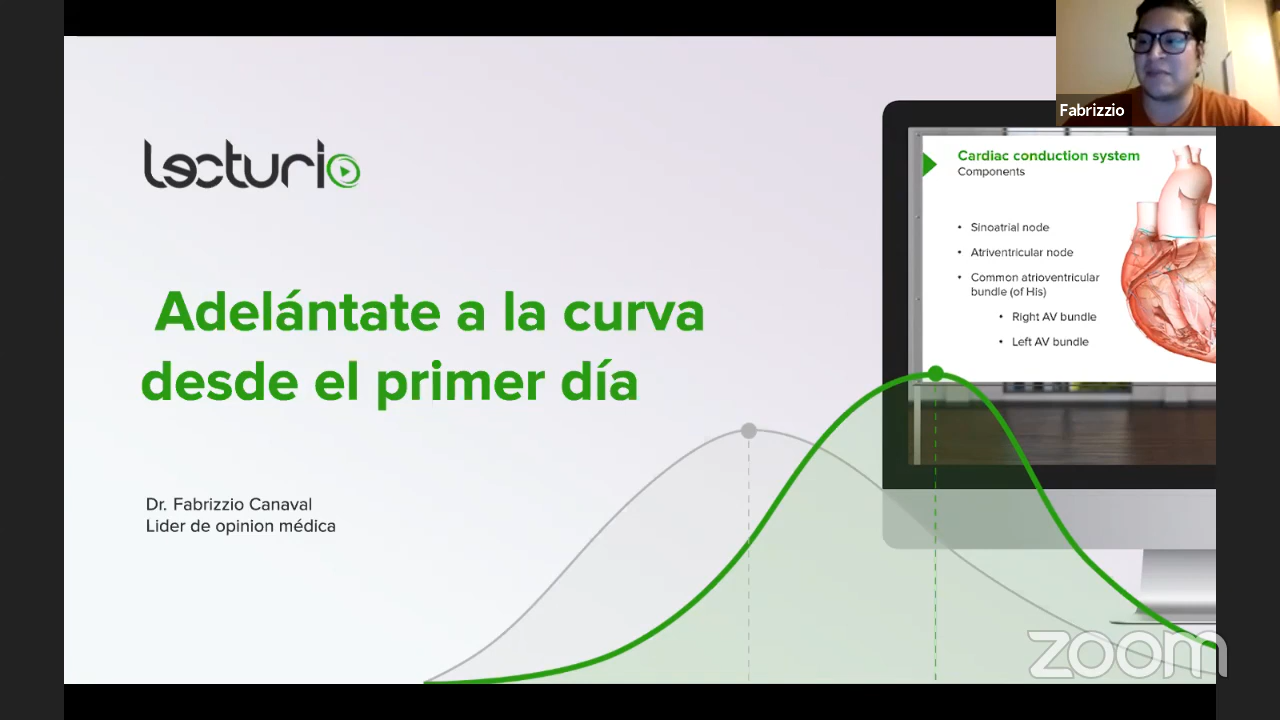 Fabrizzio
lecturio
Cardiac conduction system
Components
• Sinoatrial node
• Atriventricular node
• Common atrioventricular
bundle (of His)
• Right AV bundle
• Left AV bundle
Adelántate a la curva
desde el primer día
Dr. Fabrizzio Canaval
Lider de opinion médica
zoom